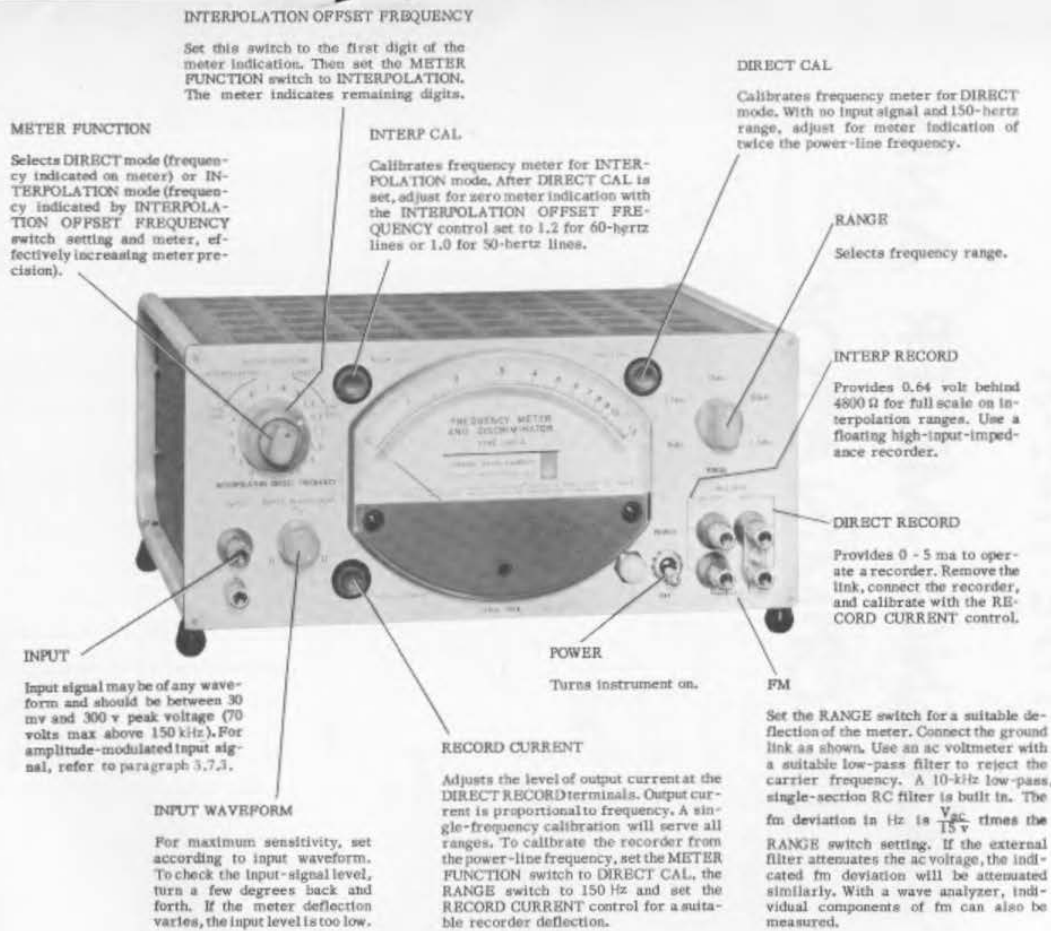 INTERPOLATION OFFSET FREQUENCY
Set this switch to the first digit of the
meter indication. Then set the METER
FUNCTION switch to INTERPOLATION.
The meter indicates remaining digits.
METER FUNCTION
Selects DIRECT mode (frequen-
cy indicated on meter) or IN-
TERPOLATION mode (frequen-
cy indicated by INTERPOLA-
TION OFFSET FREQUENCY
switch setting and meter, ef-
fectively increasing meter pre-
cision).
INTERP CAL
Calibrates frequency meter for INTER-
POLATION mode. After DIRECT CAL is
set, adjust for zero meter indication with
the INTERPOLATION OFFSET FRE-
QUENCY control set to 1.2 for 60-hertz
lines or 1.0 for 50-hertz lines.
DIRECT CAL
Calibrates frequency meter for DIRECT
mode. With no input signal and 150-hertz
range, adjust for meter indication of
twice the power-line frequency.
RANGE
Selects frequency range.
INTERP RECORD
Provides 0.64 volt behind
4800 Ω for full scale on in-
terpolation ranges. Use a
floating high-input-imped-
ance recorder.
DIRECT RECORD
Provides 0 - 5 ma to oper-
ate a recorder. Remove the
link, connect the recorder,
and calibrate with the RE-
CORD CURRENT control.
FREQUENCY METER
AND DISCRIMINATOR
INTERPOLATION OFFSET FREQUENCY
INPUT
Input signal may be of any wave-
form and should be between 30
mv and 300 v peak voltage (70
volts max above 150 kHz). For
amplitude-modulated input sig-
nal, refer to paragraph 3.7.3.
INPUT WAVEFORM
For maximum sensitivity, set
according to input waveform.
To check the input-signal level,
turn a few degrees back and
forth. If the meter deflection
varies, the input level is too low.
RECORD CURRENT
Adjusts the level of output current at the
DIRECT RECORD terminals. Output cur-
rent is proportional to frequency. A sin-
gle-frequency calibration will serve all
ranges. To calibrate the recorder from
the power-line frequency, set the METER
FUNCTION switch to DIRECT CAL, the
RANGE switch to 150 Hz and set the
RECORD CURRENT control for a suita-
ble recorder deflection.
POWER
Turns instrument on.
FM
Set the RANGE switch for a suitable de-
flection of the meter. Connect the ground
link as shown. Use an ac voltmeter with
a suitable low-pass filter to reject the
carrier frequency. A 10-kHz low-pass,
single-section RC filter is built in. The
fm deviation in Hz is Vac/15 v times the
RANGE switch setting. If the external
filter attenuates the ac voltage, the indi-
cated fm deviation will be attenuated
similarly. With a wave analyzer, indi-
vidual components of fm can also be
measured.